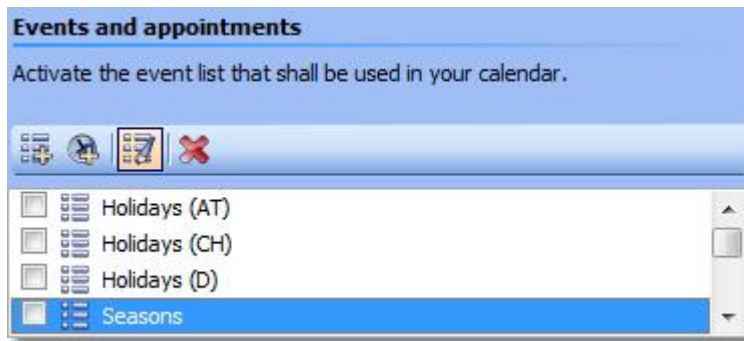 Events and appointments
Activate the event list that shall be used in your calendar.
Holidays (AT)
Holidays (CH)
Holidays (D)
Seasons